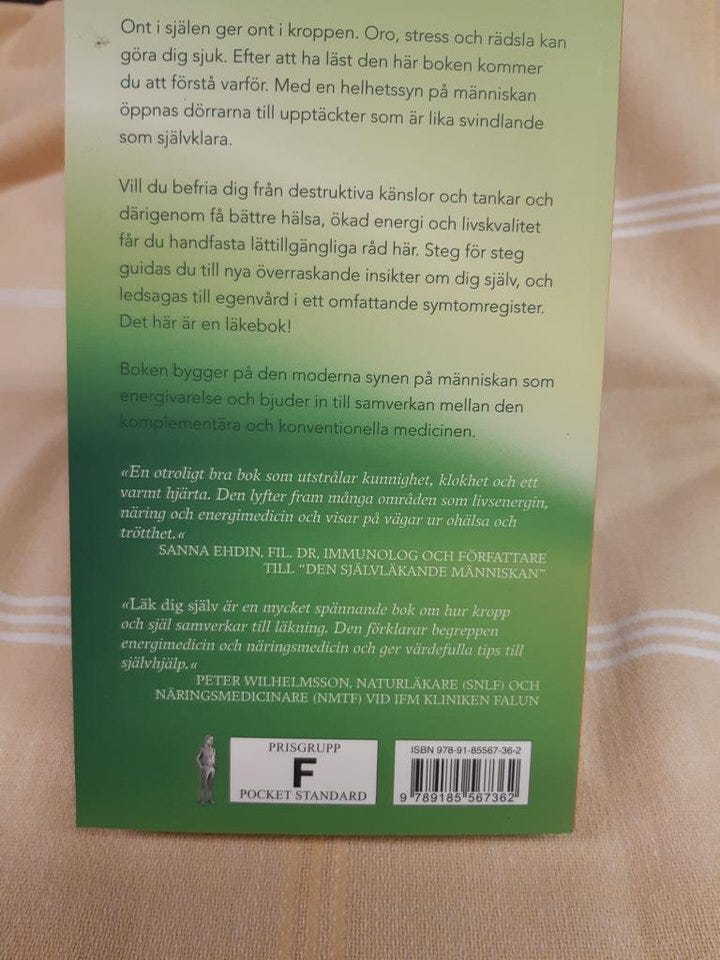 Ont i själen ger ont i kroppen. Oro, stress och rädsla kan
göra dig sjuk. Efter att ha läst den här boken kommer
du att förstå varför. Med en helhetssyn på människan
öppnas dörrarna till upptäckter som är lika svindlande
som självklara.
Vill du befria dig från destruktiva känslor och tankar och
därigenom få bättre hälsa, ökad energi och livskvalitet
får du handfasta lättillgängliga råd här. Steg för steg
guidas du till nya överraskande insikter om dig själv, och
ledsagas till egenvård i ett omfattande symtomregister.
Det här är en läkebok!
Boken bygger på den moderna synen på människan som
energivarelse och bjuder in till samverkan mellan den
komplementära och konventionella medicinen.
«En otroligt bra bok som utstrålar kunnighet, klokhet och ett
varmt hjärta. Den lyfter fram många områden som livsenergin,
näring och energimedicin och visar på vägar ur ohälsa och
trötthet.«
SANNA EHDIN, FIL. DR, IMMUNOLOG OCH FÖRFATTARE
TILL "DEN SJÄLVLÄKANDE MÄNNISKAN"
«Läk dig själv är en mycket spännande bok om hur kropp
och själ samverkar till läkning. Den förklarar begreppen
energimedicin och näringsmedicin och ger värdefulla tips till
självhjälp.«
PETER WILHELMSSON, NATURLÄKARE (SNLF) OCH
NÄRINGSMEDICINARE (NMTF) VID IFM KLINIKEN FALUN
PRISGRUPP
F
POCKET STANDARD
ISBN 978-91-85567-36-2
9 789185 567362